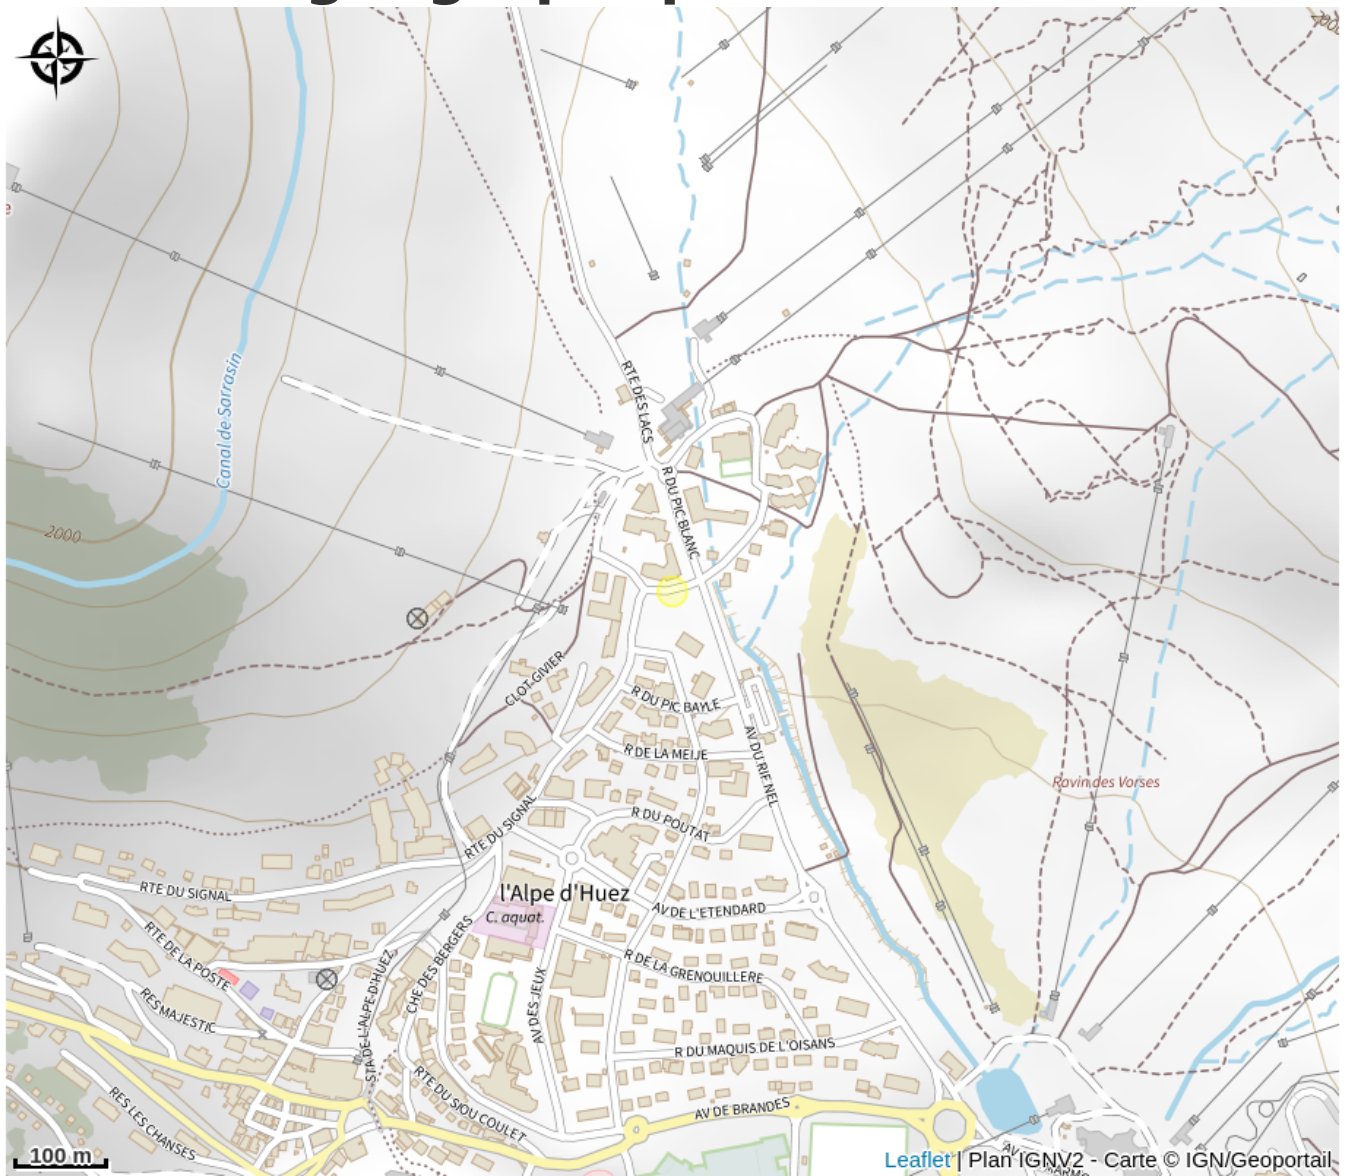 Canal de Sarrasin
RTE DES LACS
R DU PIC BLANC
2000
2000
CLOT-GIVIER
R DU PIC BAYLE
R DE LA MEIJE
AV DU RIF NEL
Ravin des Vorses
RTE DU SIGNAL
R DU POUTAT
RTE DU SIGNAL
l'Alpe d'Huez
C. aquat.
AV DE L'ETENDARD
RTE DE LA POSTE
STADE L'ALPE D'HUEZ
CHE DES BERGERS
AV DES JEUX
R DE LA GRENOUILLERE
RES MAJESTIC
R DU MAQUIS DE L'OISANS
RTE DU SIOU COULET
RES LES CHANSES
AV DE BRANDES
100 m
Leaflet | Plan IGNV2 - Carte © IGN/Geoportail